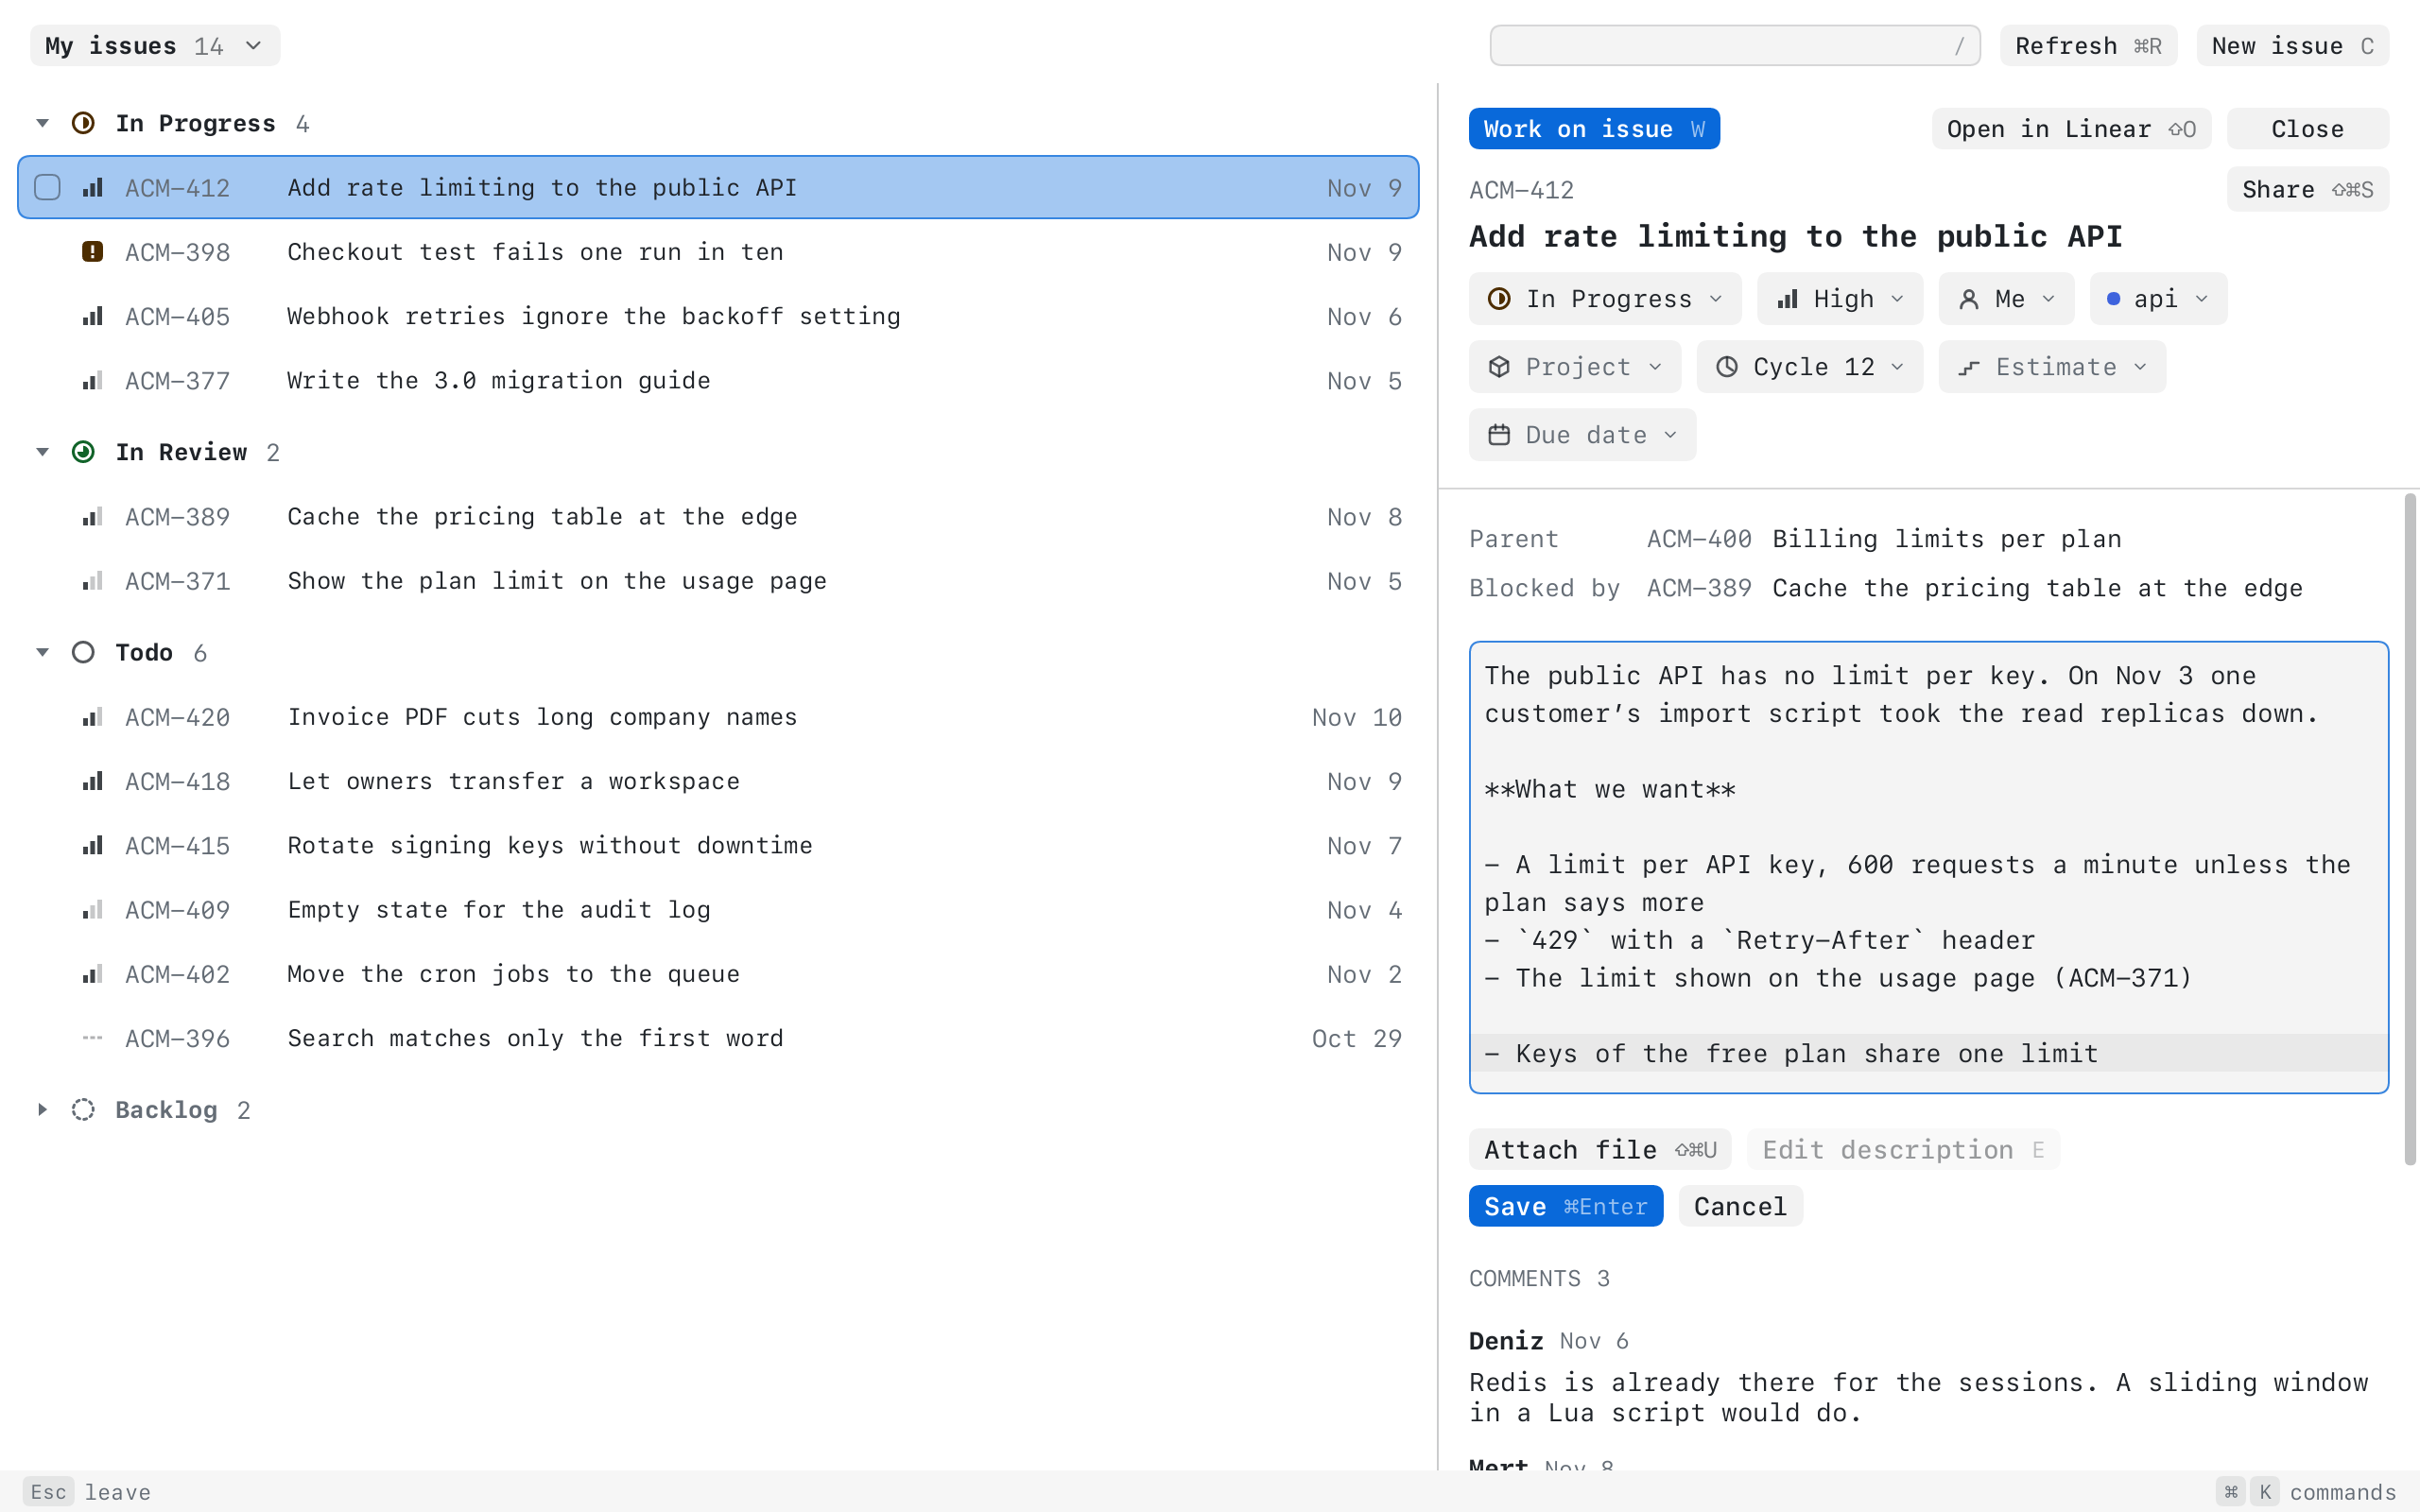 My issues 14
/ Refresh ⌘R New issue C
In Progress 4
ACM-412 Add rate limiting to the public API Nov 9
ACM-398 Checkout test fails one run in ten Nov 9
ACM-405 Webhook retries ignore the backoff setting Nov 6
ACM-377 Write the 3.0 migration guide Nov 5
In Review 2
ACM-389 Cache the pricing table at the edge Nov 8
ACM-371 Show the plan limit on the usage page Nov 5
Todo 6
ACM-420 Invoice PDF cuts long company names Nov 10
ACM-418 Let owners transfer a workspace Nov 9
ACM-415 Rotate signing keys without downtime Nov 7
ACM-409 Empty state for the audit log Nov 4
ACM-402 Move the cron jobs to the queue Nov 2
ACM-396 Search matches only the first word Oct 29
Backlog 2
Work on issue W Open in Linear ⇧O Close
ACM-412 Share ⇧⌘S
Add rate limiting to the public API
In Progress High Me api
Project Cycle 12 Estimate
Due date
Parent ACM-400 Billing limits per plan
Blocked by ACM-389 Cache the pricing table at the edge
The public API has no limit per key. On Nov 3 one
customer’s import script took the read replicas down.
**What we want**
- A limit per API key, 600 requests a minute unless the
plan says more
- `429` with a `Retry-After` header
- The limit shown on the usage page (ACM-371)
- Keys of the free plan share one limit
Attach file ⇧⌘U Edit description E
Save ⌘Enter Cancel
COMMENTS 3
Deniz Nov 6
Redis is already there for the sessions. A sliding window
in a Lua script would do.
Mert Nov 8
Esc leave ⌘ K commands